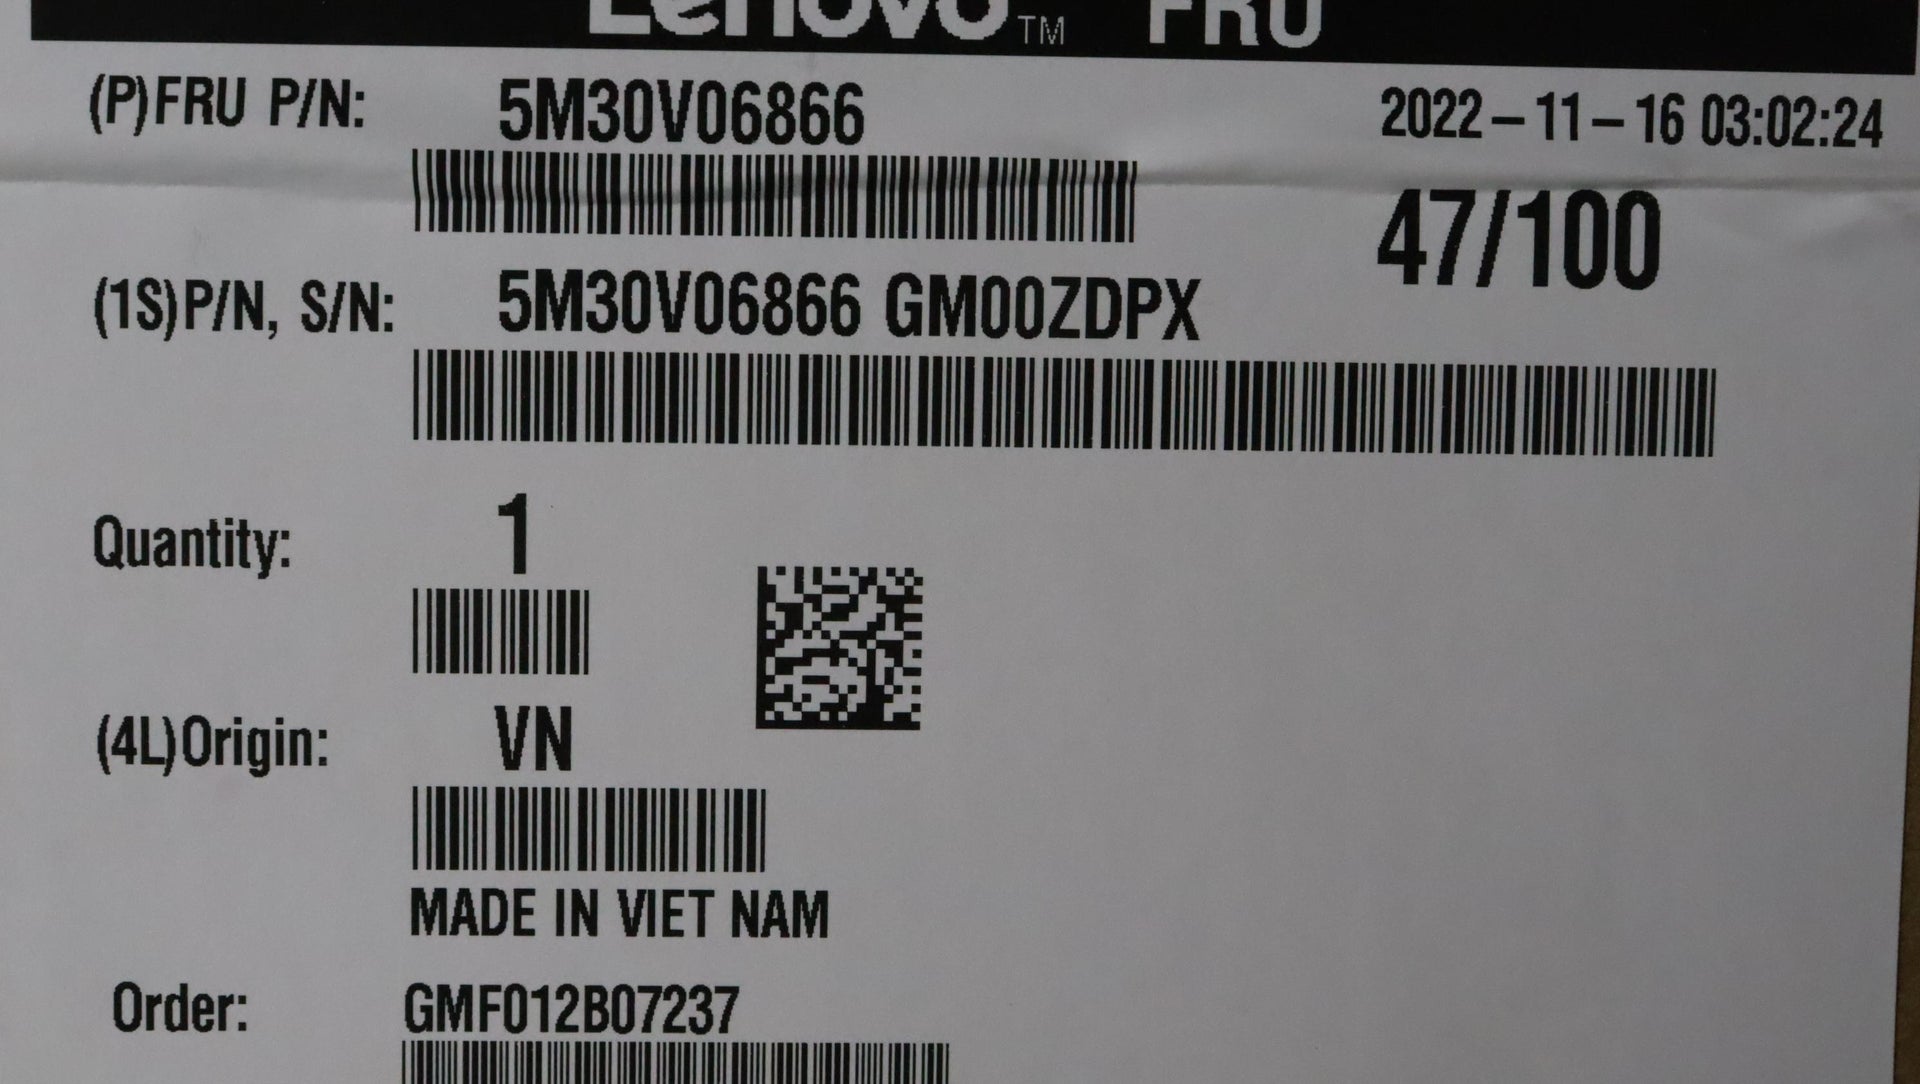 Lenovo™ FRU
(P)FRU P/N: 5M30V06866 2022-11-16 03:02:24
47/100
(1S)P/N, S/N: 5M30V06866 GM00ZDPX
Quantity: 1
(4L)Origin: VN
MADE IN VIET NAM
Order: GMF012B07237